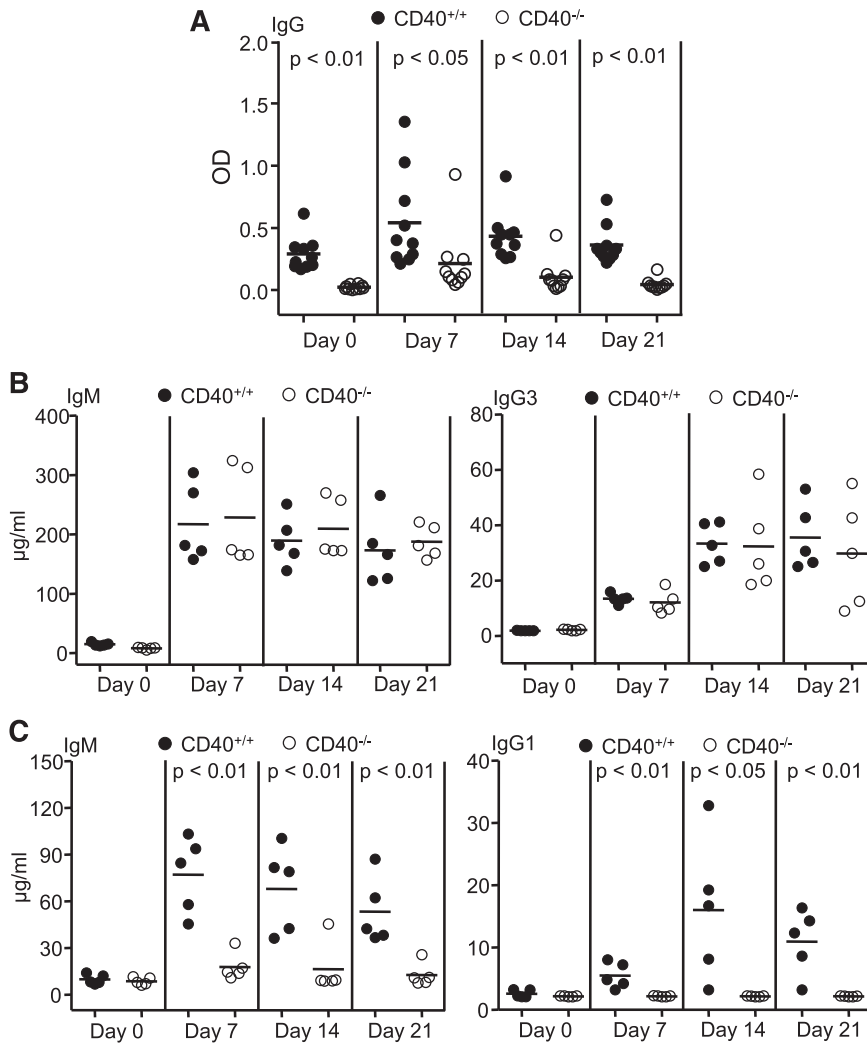 A
IgG
● CD40+/+ ○ CD40-/-
2.0
1.5
1.0
0.5
0.0
OD
p < 0.01 p < 0.05 p < 0.01 p < 0.01
Day 0 Day 7 Day 14 Day 21
B
IgM
● CD40+/+ ○ CD40-/-
400
300
200
100
0
µg/ml
Day 0 Day 7 Day 14 Day 21
IgG3
● CD40+/+ ○ CD40-/-
80
60
40
20
0
Day 0 Day 7 Day 14 Day 21
C
IgM
● CD40+/+ ○ CD40-/-
150
120
90
60
30
0
µg/ml
p < 0.01 p < 0.01 p < 0.01
Day 0 Day 7 Day 14 Day 21
IgG1
● CD40+/+ ○ CD40-/-
40
30
20
10
0
p < 0.01 p < 0.05 p < 0.01
Day 0 Day 7 Day 14 Day 21